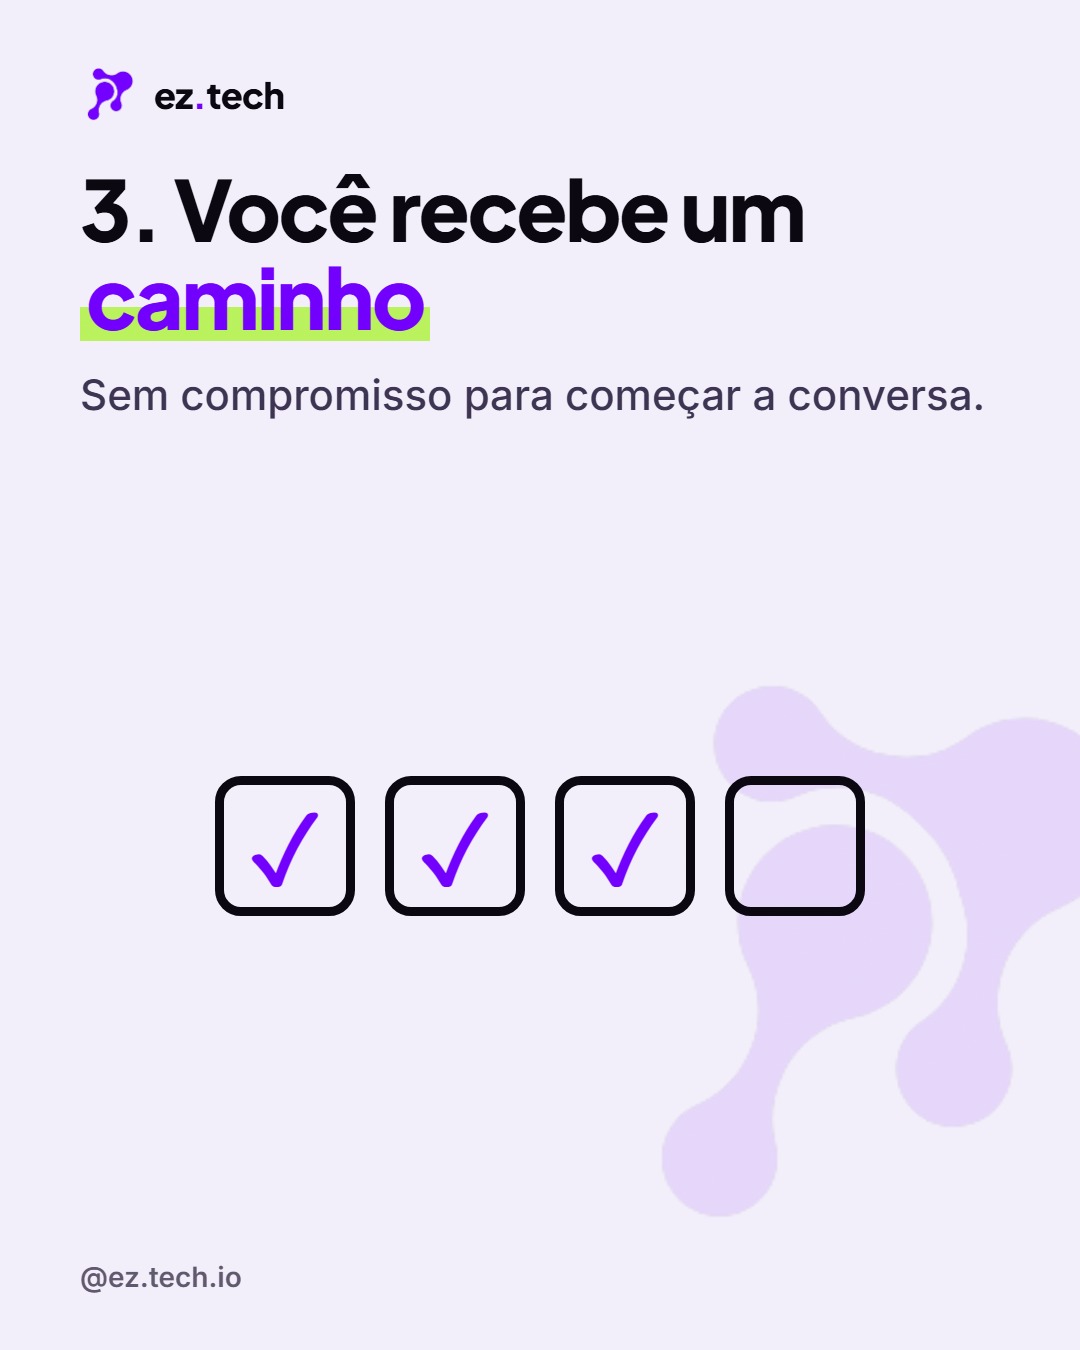 ez.tech
3. Você recebe um
caminho
Sem compromisso para começar a conversa.
@ez.tech.io